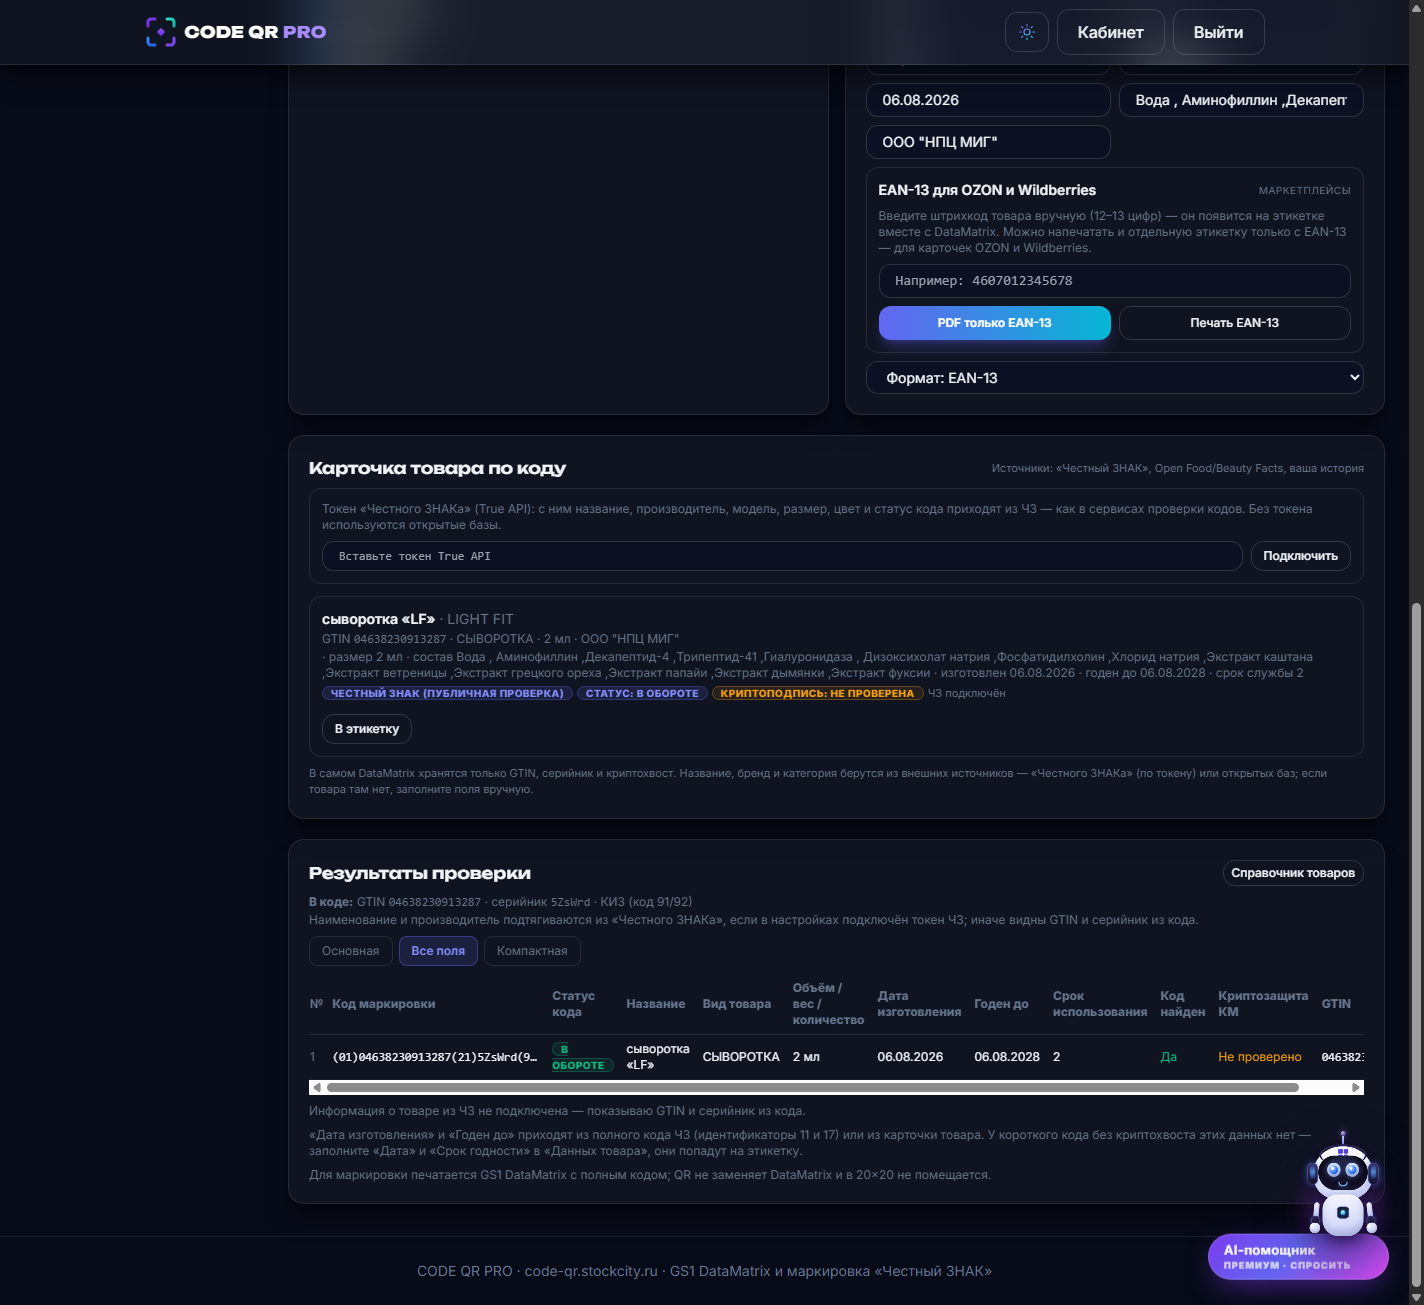 CODE QR PRO
Кабинет
Выйти
06.08.2026
Вода , Аминофиллин ,Декапепт
ООО "НПЦ МИГ"
EAN-13 для OZON и Wildberries
МАРКЕТПЛЕЙСЫ
Введите штрихкод товара вручную (12–13 цифр) — он появится на этикетке
вместе с DataMatrix. Можно напечатать и отдельную этикетку только с EAN-13
— для карточек OZON и Wildberries.
Например: 4607012345678
PDF только EAN-13
Печать EAN-13
Формат: EAN-13
Карточка товара по коду
Источники: «Честный ЗНАК», Open Food/Beauty Facts, ваша история
Токен «Честного ЗНАКа» (True API): с ним название, производитель, модель, размер, цвет и статус кода приходят из ЧЗ — как в сервисах проверки кодов. Без токена
используются открытые базы.
Вставьте токен True API
Подключить
сыворотка «LF» · LIGHT FIT
GTIN 04638230913287 · СЫВОРОТКА · 2 мл · ООО "НПЦ МИГ"
· размер 2 мл · состав Вода , Аминофиллин ,Декапептид-4 ,Трипептид-41 ,Гиалуронидаза , Дизоксихолат натрия ,Фосфатидилхолин ,Хлорид натрия ,Экстракт каштана
,Экстракт ветреницы ,Экстракт грецкого ореха ,Экстракт папайи ,Экстракт дымянки ,Экстракт фуксии · изготовлен 06.08.2026 · годен до 06.08.2028 · срок службы 2
ЧЕСТНЫЙ ЗНАК (ПУБЛИЧНАЯ ПРОВЕРКА)
СТАТУС: В ОБОРОТЕ
КРИПТОПОДПИСЬ: НЕ ПРОВЕРЕНА
ЧЗ подключён
В этикетку
В самом DataMatrix хранятся только GTIN, серийник и криптохвост. Название, бренд и категория берутся из внешних источников — «Честного ЗНАКа» (по токену) или открытых баз; если
товара там нет, заполните поля вручную.
Результаты проверки
Справочник товаров
В коде: GTIN 04638230913287 · серийник 5ZsWrd · КИЗ (код 91/92)
Наименование и производитель подтягиваются из «Честного ЗНАКа», если в настройках подключён токен ЧЗ; иначе видны GTIN и серийник из кода.
Основная
Все поля
Компактная
№
Код маркировки
Статус
кода
Название
Вид товара
Объём /
вес /
количество
Дата
изготовления
Годен до
Срок
использования
Код
найден
Криптозащита
КМ
GTIN
1
(01)04638230913287(21)5ZsWrd(9…
В
ОБОРОТЕ
сыворотка
«LF»
СЫВОРОТКА
2 мл
06.08.2026
06.08.2028
2
Да
Не проверено
046382
Информация о товаре из ЧЗ не подключена — показываю GTIN и серийник из кода.
«Дата изготовления» и «Годен до» приходят из полного кода ЧЗ (идентификаторы 11 и 17) или из карточки товара. У короткого кода без криптохвоста этих данных нет —
заполните «Дата» и «Срок годности» в «Данных товара», они попадут на этикетку.
Для маркировки печатается GS1 DataMatrix с полным кодом; QR не заменяет DataMatrix и в 20×20 не помещается.
AI-помощник
ПРЕМИУМ · СПРОСИТЬ
CODE QR PRO · code-qr.stockcity.ru · GS1 DataMatrix и маркировка «Честный ЗНАК»